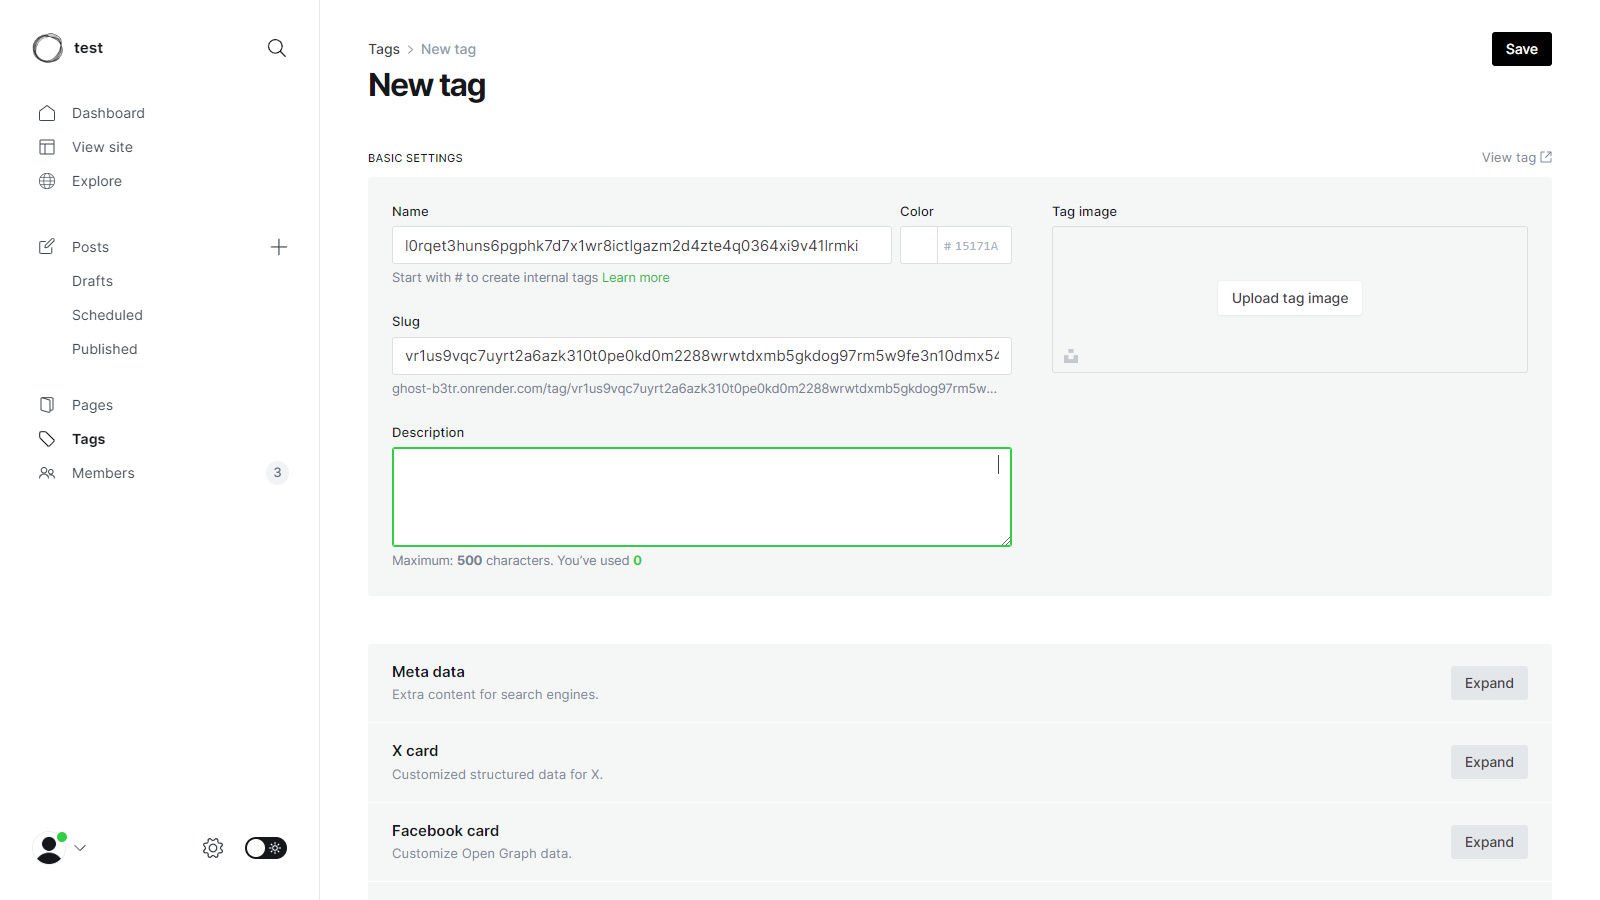 test
Dashboard
View site
Explore
Posts
Drafts
Scheduled
Published
Pages
Tags
Members 3
Tags > New tag
New tag
Save
BASIC SETTINGS
View tag
Name
l0rqet3huns6pgphk7d7x1wr8ictlgazm2d4zte4q0364xi9v41lrmki
Start with # to create internal tags Learn more
Color
# 15171A
Slug
vr1us9vqc7uyrt2a6azk310t0pe0kd0m2288wrwtdxmb5gkdog97rm5w9fe3n10dmx54
ghost-b3tr.onrender.com/tag/vr1us9vqc7uyrt2a6azk310t0pe0kd0m2288wrwtdxmb5gkdog97rm5w...
Description
Maximum: 500 characters. You’ve used 0
Tag image
Upload tag image
Meta data
Extra content for search engines.
Expand
X card
Customized structured data for X.
Expand
Facebook card
Customize Open Graph data.
Expand